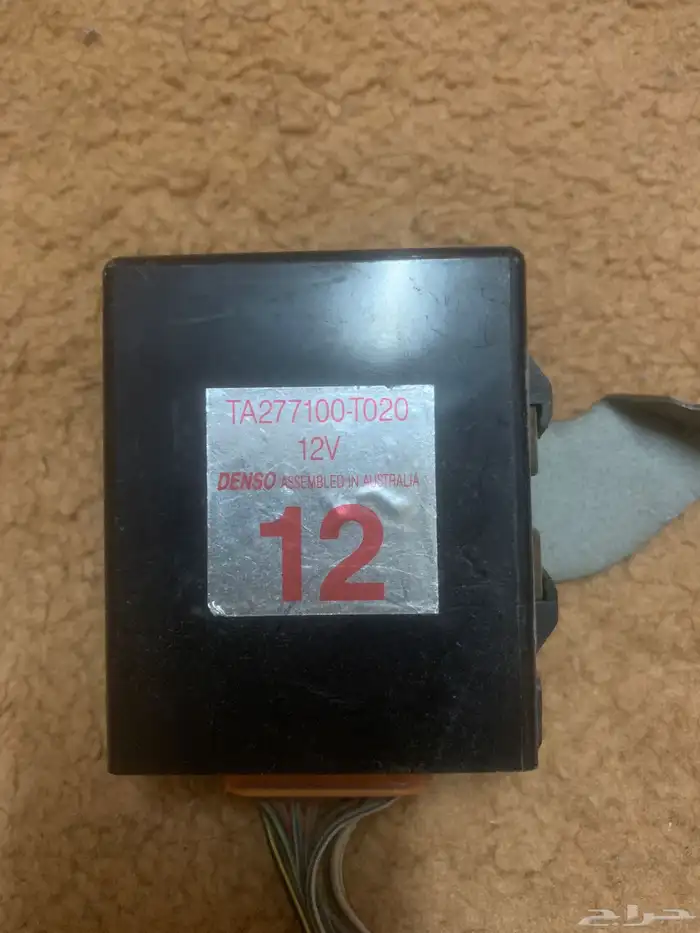 TA277100-T020
12V
DENSO ASSEMBLED IN AUSTRALIA
12
حراج